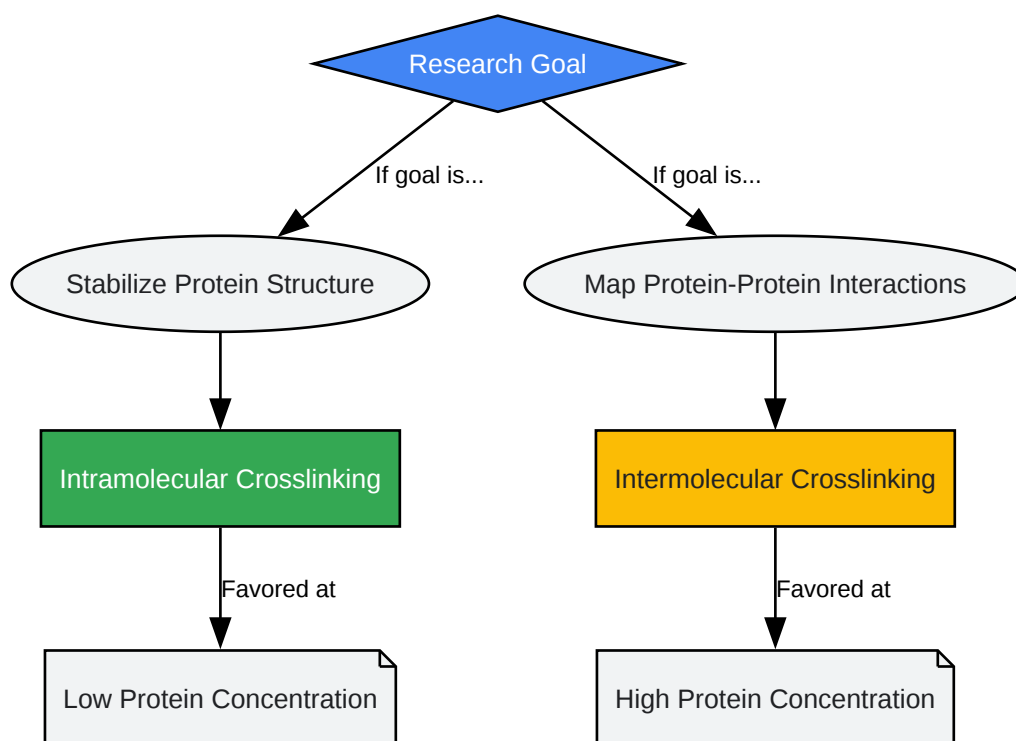 Research Goal
If goal is...
If goal is...
Stabilize Protein Structure
Map Protein-Protein Interactions
Intramolecular Crosslinking
Intermolecular Crosslinking
Favored at
Favored at
Low Protein Concentration
High Protein Concentration